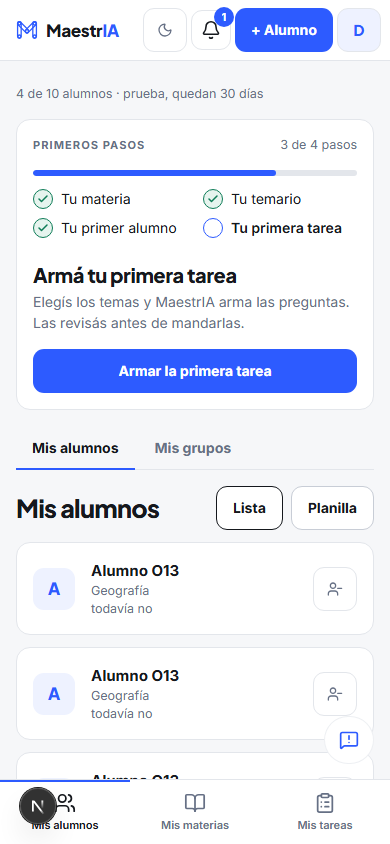 MaestrIA
1
+ Alumno
D
4 de 10 alumnos · prueba, quedan 30 días
PRIMEROS PASOS
3 de 4 pasos
Tu materia
Tu temario
Tu primer alumno
Tu primera tarea
Armá tu primera tarea
Elegís los temas y MaestrIA arma las preguntas.
Las revisás antes de mandarlas.
Armar la primera tarea
Mis alumnos
Mis grupos
Mis alumnos
Lista
Planilla
A
Alumno O13
Geografía
todavía no
A
Alumno O13
Geografía
todavía no
Alumno O13
N
Mis alumnos
Mis materias
Mis tareas